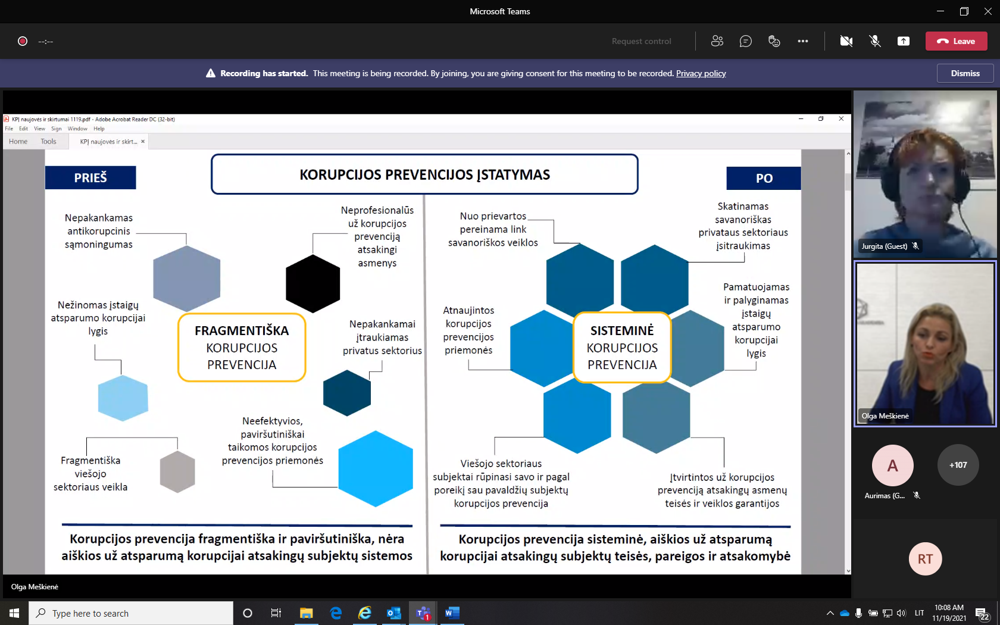 Microsoft Teams
--:--
Request control
Leave
Recording has started. This meeting is being recorded. By joining, you are giving consent for this meeting to be recorded. Privacy policy
Dismiss
KPĮ naujovės ir skirtumai 1119.pdf - Adobe Acrobat Reader DC (32-bit)
File Edit View Sign Window Help
Home Tools KPĮ naujovės ir skirt... ×
PRIEŠ
KORUPCIJOS PREVENCIJOS ĮSTATYMAS
PO
Nepakankamas
antikorupcinis
sąmoningumas
Neprofesionalūs
už korupcijos
prevenciją
atsakingi
asmenys
Nežinomas įstaigų
atsparumo korupcijai
lygis
FRAGMENTIŠKA
KORUPCIJOS
PREVENCIJA
Nepakankamai
įtraukiamas
privatus sektorius
Neefektyvios,
paviršutiniškai
taikomos korupcijos
prevencijos priemonės
Fragmentiška
viešojo
sektoriaus veikla
Korupcijos prevencija fragmentiška ir paviršutiniška, nėra
aiškios už atsparumą korupcijai atsakingų subjektų sistemos
Nuo prievartos
pereinama link
savanoriškos veiklos
Skatinamas
savanoriškas
privataus sektoriaus
įsitraukimas
Atnaujintos
korupcijos
prevencijos
priemonės
SISTEMINĖ
KORUPCIJOS
PREVENCIJA
Pamatuojamas
ir palyginamas
įstaigų
atsparumo
korupcijai
lygis
Viešojo sektoriaus
subjektai rūpinasi savo ir pagal
poreikį sau pavaldžių subjektų
korupcijos prevencija
Įtvirtintos už korupcijos
prevenciją atsakingų asmenų
teisės ir veiklos garantijos
Korupcijos prevencija sisteminė, aiškios už atsparumą
korupcijai atsakingų subjektų teisės, pareigos ir atsakomybė
Jurgita (Guest)
Olga Meškienė
A
+107
Aurimas (G...
RT
Olga Meškienė
Type here to search
1
LIT
10:08 AM
11/19/2021
22